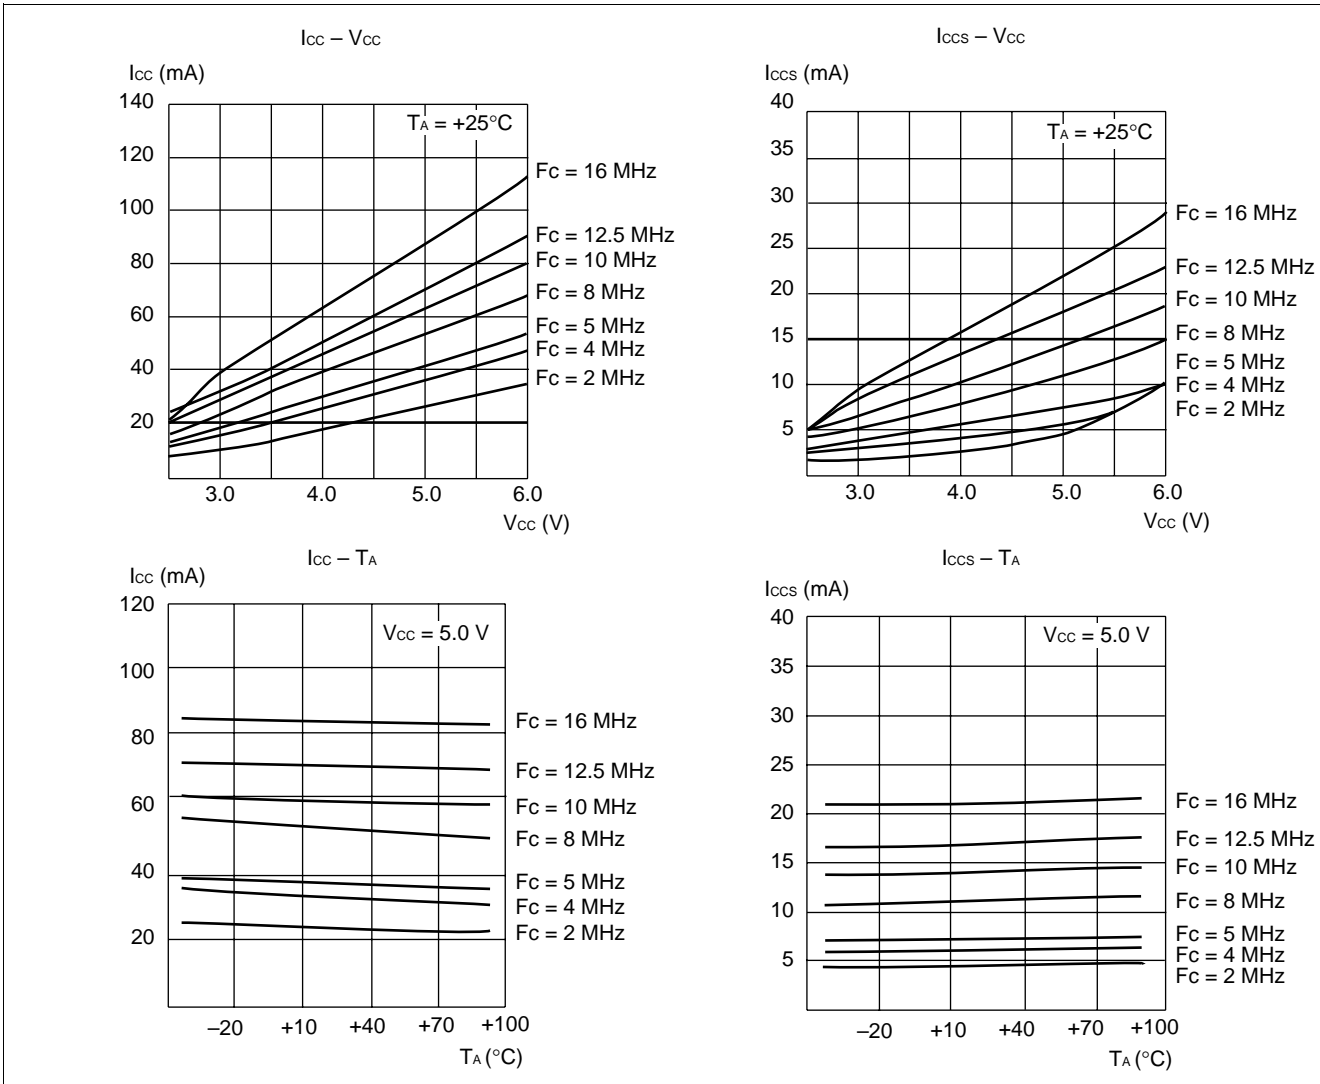 Icc – Vcc
Icc (mA)
140
120
100
80
60
40
20
TA = +25°C
Fc = 16 MHz
Fc = 12.5 MHz
Fc = 10 MHz
Fc = 8 MHz
Fc = 5 MHz
Fc = 4 MHz
Fc = 2 MHz
3.0 4.0 5.0 6.0
Vcc (V)
Iccs – Vcc
Iccs (mA)
40
35
30
25
20
15
10
5
TA = +25°C
Fc = 16 MHz
Fc = 12.5 MHz
Fc = 10 MHz
Fc = 8 MHz
Fc = 5 MHz
Fc = 4 MHz
Fc = 2 MHz
3.0 4.0 5.0 6.0
Vcc (V)
Icc – TA
Icc (mA)
120
100
80
60
40
20
Vcc = 5.0 V
Fc = 16 MHz
Fc = 12.5 MHz
Fc = 10 MHz
Fc = 8 MHz
Fc = 5 MHz
Fc = 4 MHz
Fc = 2 MHz
–20 +10 +40 +70 +100
TA (°C)
Iccs – TA
Iccs (mA)
40
35
30
25
20
15
10
5
Vcc = 5.0 V
Fc = 16 MHz
Fc = 12.5 MHz
Fc = 10 MHz
Fc = 8 MHz
Fc = 5 MHz
Fc = 4 MHz
Fc = 2 MHz
–20 +10 +40 +70 +100
TA (°C)